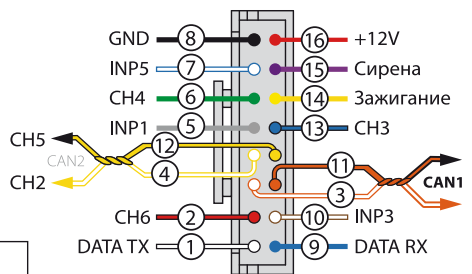 GND 8 16 +12V
INP5 7 15 Сирена
CH4 6 14 Зажигание
INP1 5 13 CH3
CH5 12 11
CAN2 CAN1
CH2 4 3
CH6 2 10 INP3
DATA TX 1 9 DATA RX